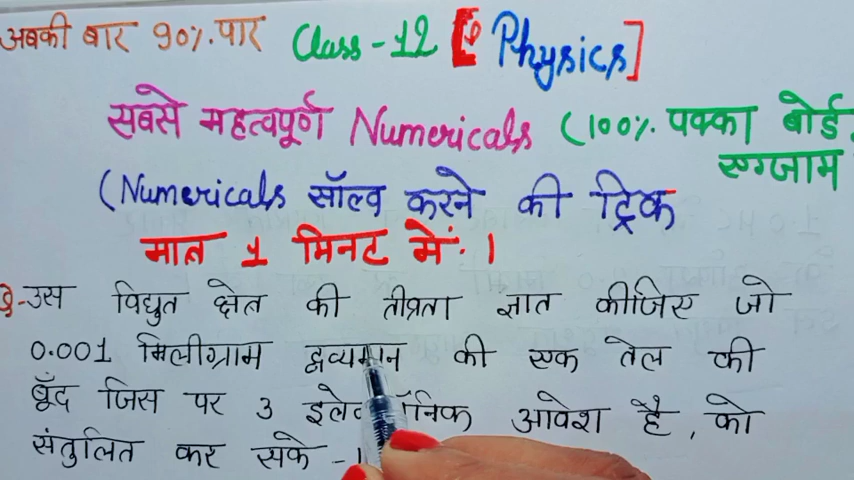 अबकी बार 90%. पार Class-12 [Physics]
सबसे महत्वपूर्ण Numericals (100%. पक्का बोर्ड
एग्जाम
(Numericals सॉल्व करने की ट्रिक
मात्र 1 मिनट में।
Q-उस विद्युत क्षेत्र की तीव्रता ज्ञात कीजिए जो
0.001 मिलीग्राम द्रव्यमान की एक तेल की
बूँद जिस पर 3 आवेश है, को
संतुलित कर सके -